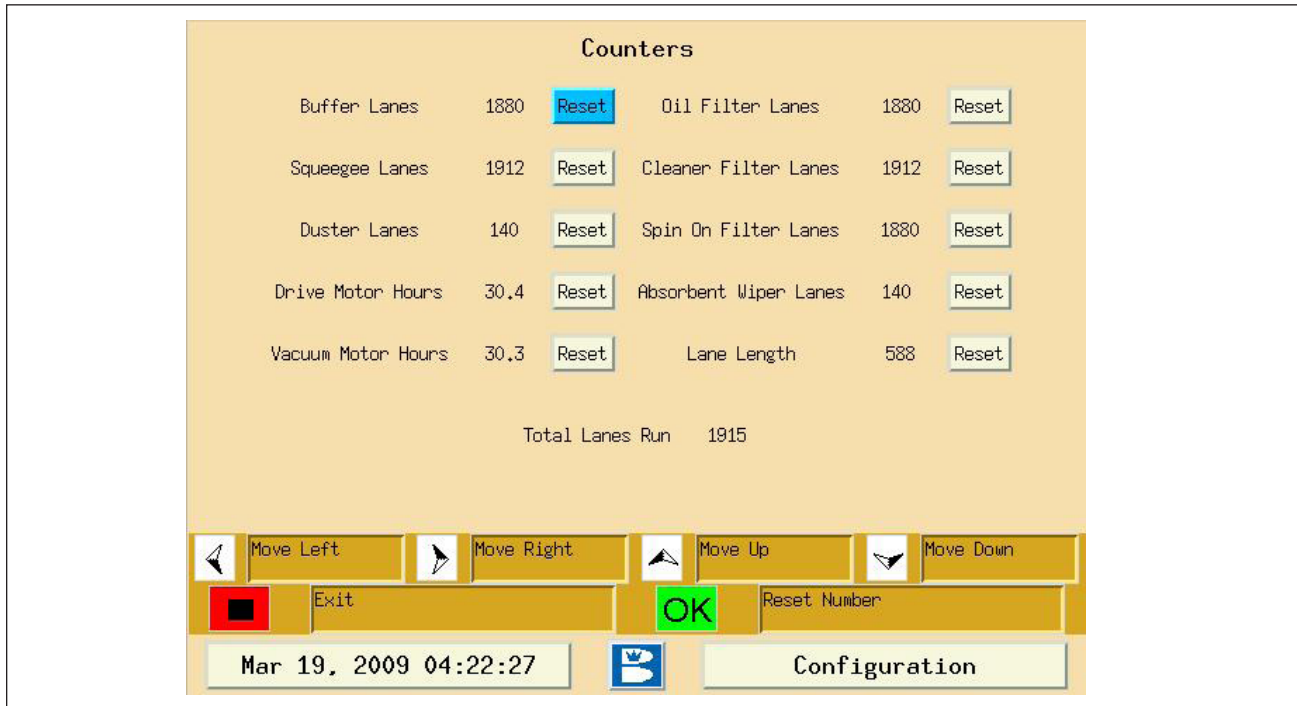 Counters
Buffer Lanes 1880 Reset Oil Filter Lanes 1880 Reset
Squeegee Lanes 1912 Reset Cleaner Filter Lanes 1912 Reset
Duster Lanes 140 Reset Spin On Filter Lanes 1880 Reset
Drive Motor Hours 30.4 Reset Absorbent Wiper Lanes 140 Reset
Vacuum Motor Hours 30.3 Reset Lane Length 588 Reset
Total Lanes Run 1915
Move Left Move Right Move Up Move Down
Exit OK Reset Number
Mar 19, 2009 04:22:27 B Configuration